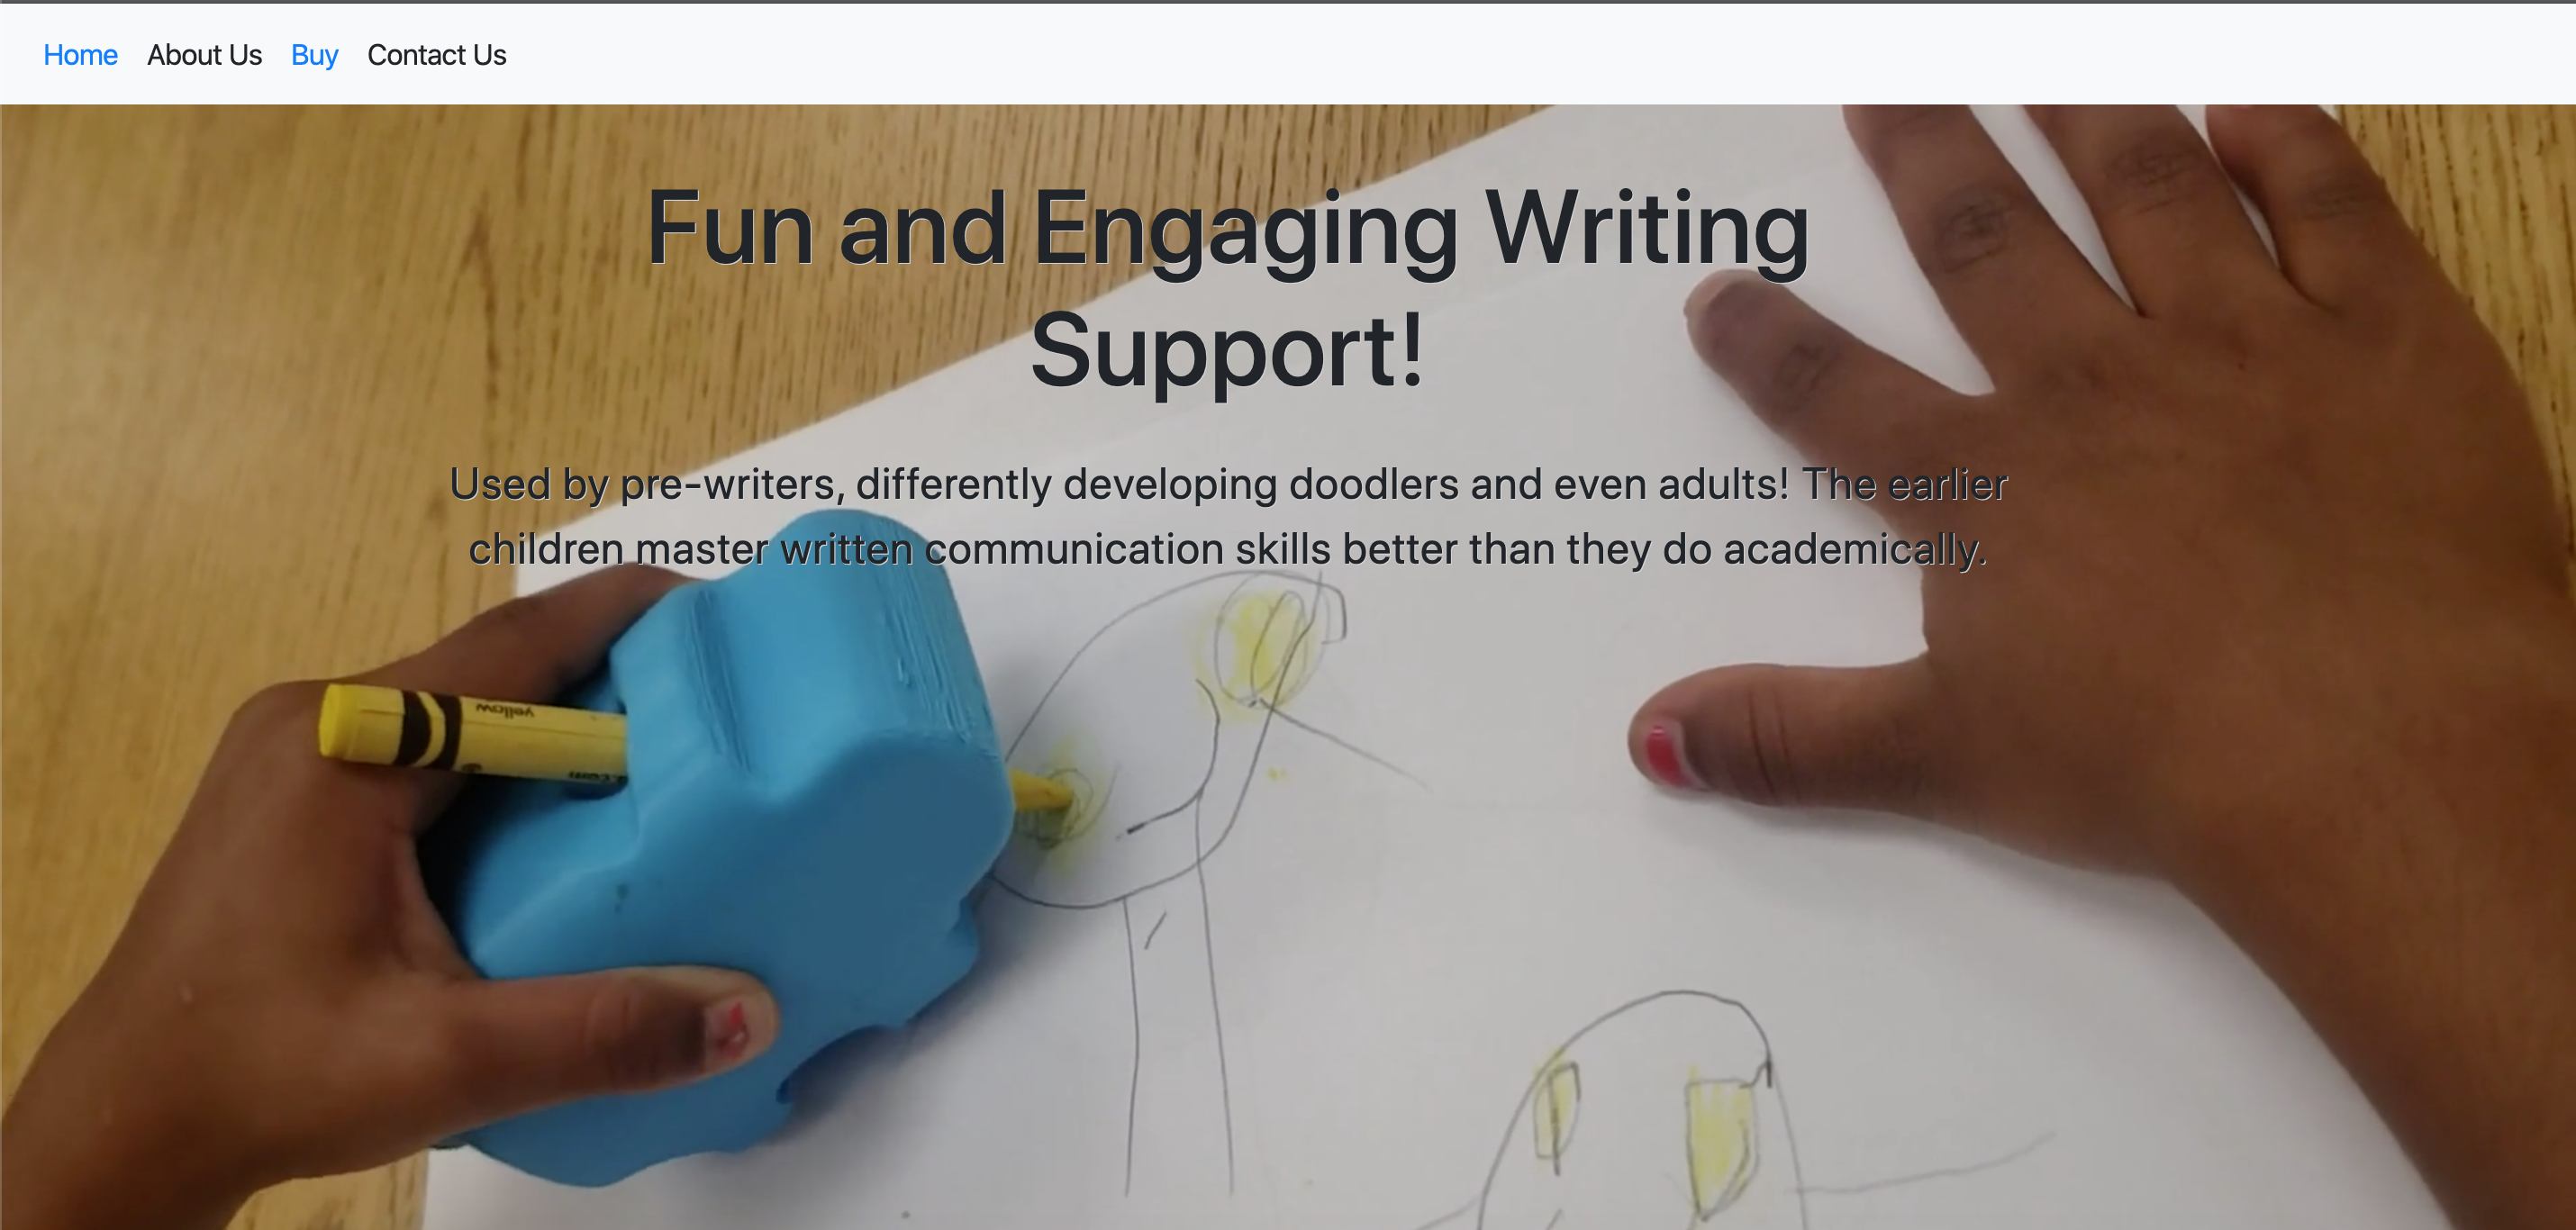 Home About Us Buy Contact Us
Fun and Engaging Writing
Support!
Used by pre-writers, differently developing doodlers and even adults! The earlier
children master written communication skills better than they do academically.
yellow